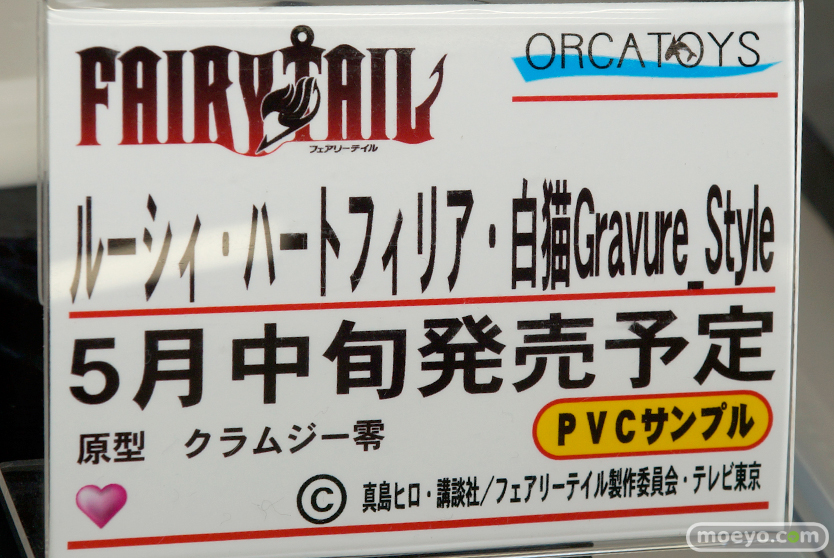 FAIRY TAIL
フェアリーテイル
ORCATOYS
ルーシィ・ハートフィリア・白猫Gravure_Style
5月中旬発売予定
原型 クラムジー零
PVCサンプル
©真島ヒロ・講談社/フェアリーテイル製作委員会・テレビ東京
moeyo.com